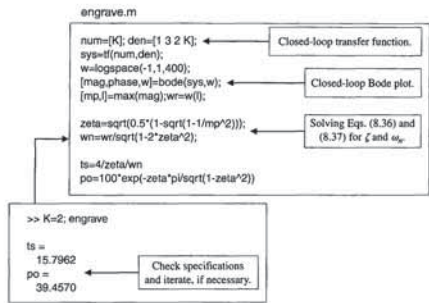 engrave.m
num=[K]; den=[1 3 2 K];
Closed-loop transfer function.
sys=tf(num,den);
w=logspace(-1,1,400);
[mag,phase,w]=bode(sys,w);
Closed-loop Bode plot.
[mp,l]=max(mag);wr=w(l);
zeta=sqrt(0.5*(1-sqrt(1-1/mp^2)));
wn=wr/sqrt(1-2*zeta^2);
Solving Eqs. (8.36) and
(8.37) for ζ and ωn.
ts=4/zeta/wn
po=100*exp(-zeta*pi/sqrt(1-zeta^2))
>> K=2; engrave
ts =
15.7962
po =
39.4570
Check specifications
and iterate, if necessary.